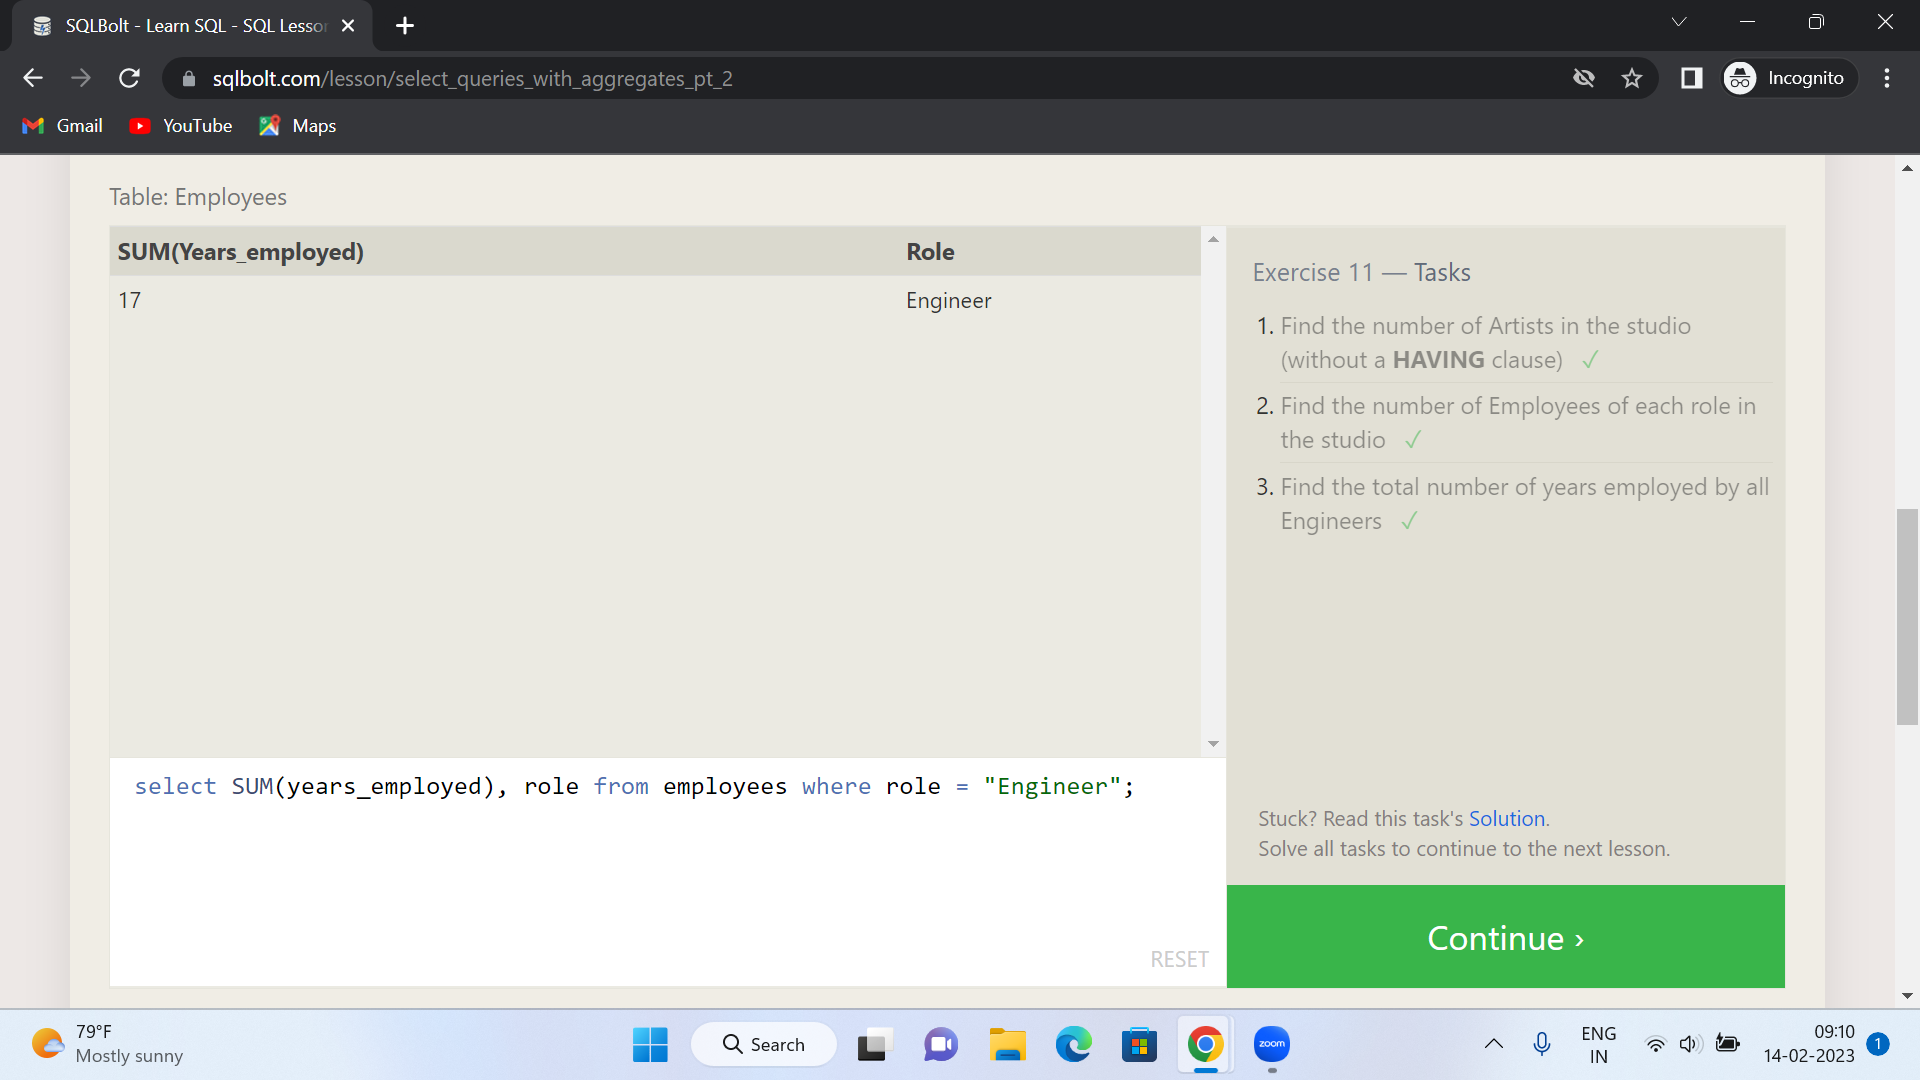 SQLBolt - Learn SQL - SQL Lesso
sqlbolt.com/lesson/select_queries_with_aggregates_pt_2
Incognito
Gmail
YouTube
Maps
Table: Employees
SUM(Years_employed) Role
17 Engineer
Exercise 11 — Tasks
1. Find the number of Artists in the studio
(without a HAVING clause) ✓
2. Find the number of Employees of each role in
the studio ✓
3. Find the total number of years employed by all
Engineers ✓
select SUM(years_employed), role from employees where role = "Engineer";
RESET
Stuck? Read this task's Solution.
Solve all tasks to continue to the next lesson.
Continue ›
79°F
Mostly sunny
Search
zoom
ENG
IN
09:10
14-02-2023
1